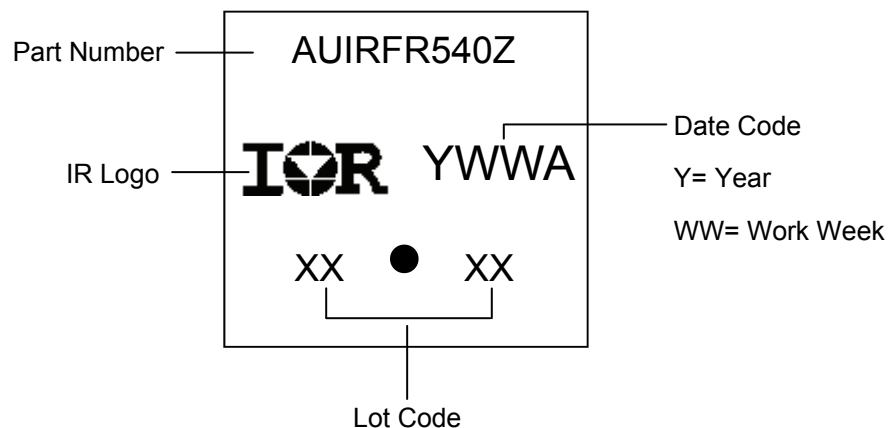 Part Number
AUIRFR540Z
IR Logo
IOR
YWWA
Date Code
Y= Year
WW= Work Week
XX
XX
Lot Code